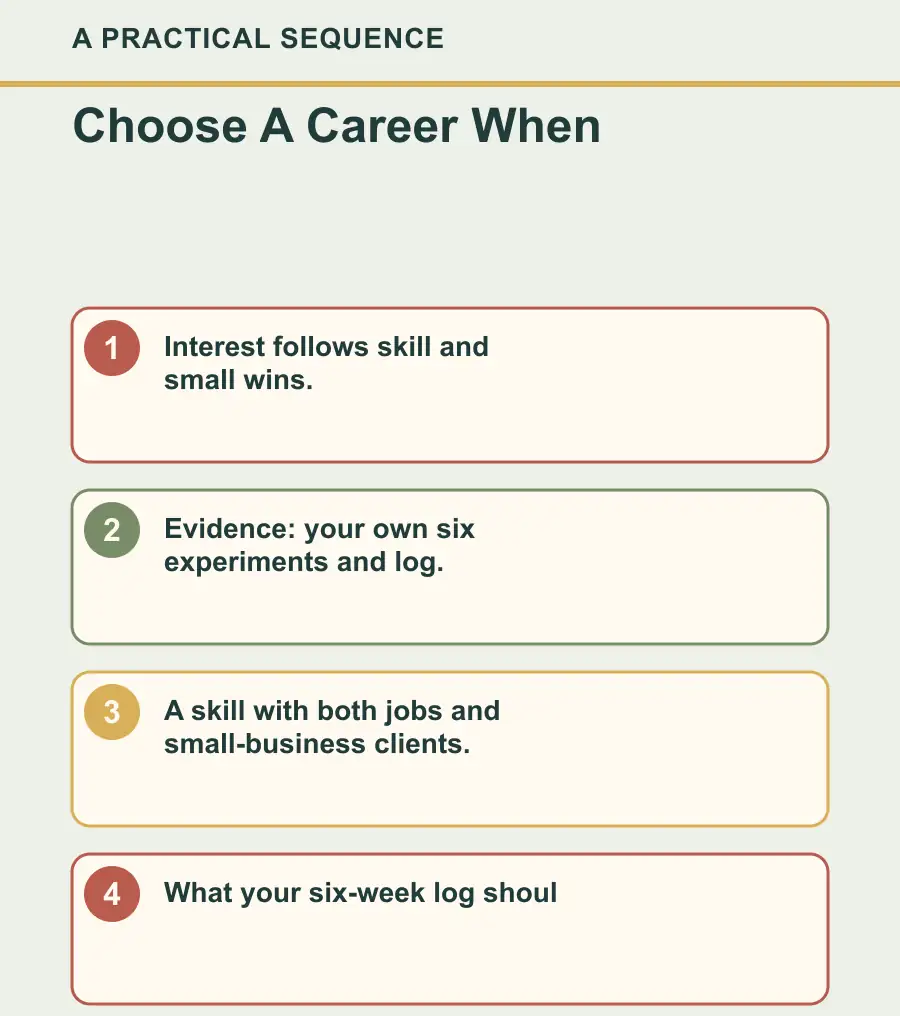 A PRACTICAL SEQUENCE
Choose A Career When
1
Interest follows skill and
small wins.
2
Evidence: your own six
experiments and log.
3
A skill with both jobs and
small-business clients.
4
What your six-week log shoul